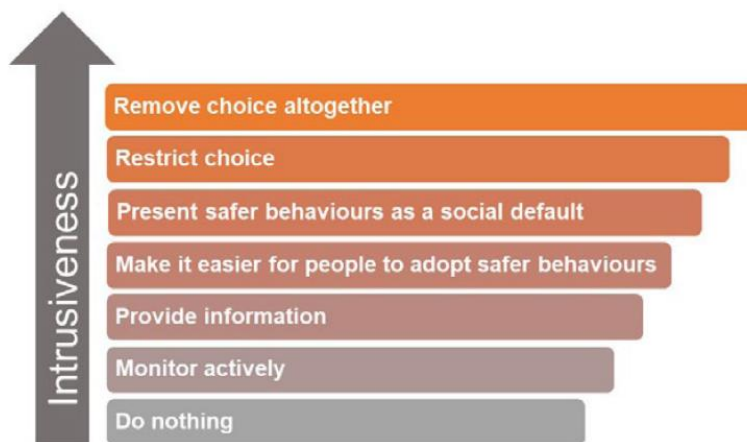 Remove choice altogether
Restrict choice
Present safer behaviours as a social default
Make it easier for people to adopt safer behaviours
Provide information
Monitor actively
Do nothing
Intrusiveness